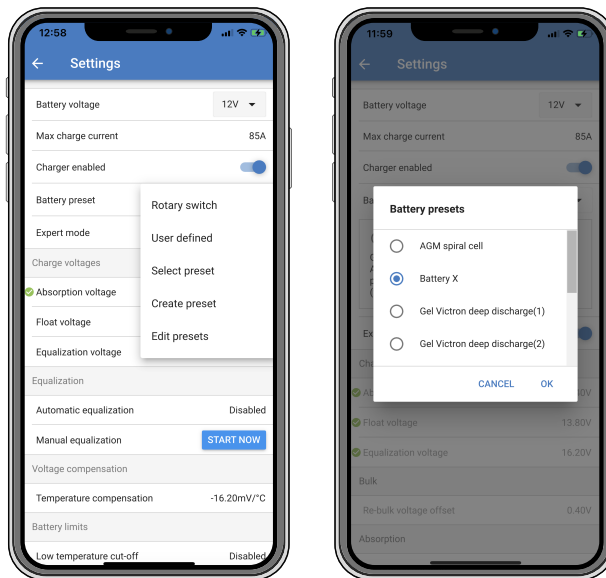 12:58
Settings
Battery voltage 12V
Max charge current 85A
Charger enabled
Battery preset
Expert mode
Rotary switch
User defined
Select preset
Create preset
Edit presets
Charge voltages
Absorption voltage
Float voltage
Equalization voltage
Equalization
Automatic equalization Disabled
Manual equalization START NOW
Voltage compensation
Temperature compensation -16.20mV/°C
Battery limits
Low temperature cut-off Disabled
11:59
Settings
Battery voltage 12V
Max charge current 85A
Charger enabled
Ba
Battery presets
AGM spiral cell
Battery X
Gel Victron deep discharge(1)
Gel Victron deep discharge(2)
CANCEL OK
Ex
Ch
Ab
Float voltage 13.80V
Equalization voltage 16.20V
Bulk
Re-bulk voltage offset 0.40V
Absorption